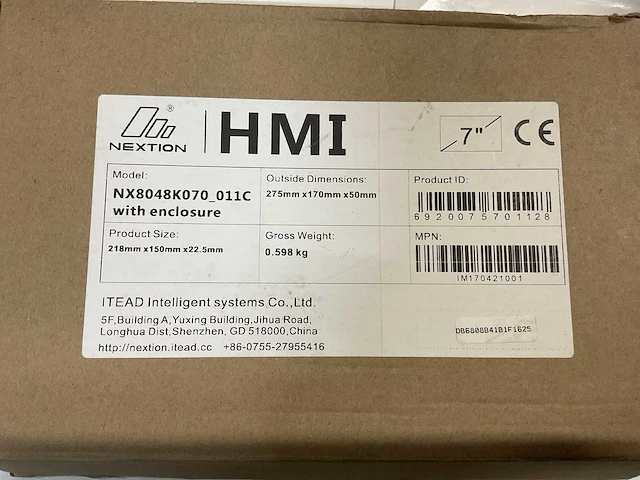 NEXTION
®
HMI
7"
CE
Model:
NX8048K070_011C
with enclosure
Outside Dimensions:
275mm x170mm x50mm
Product ID:
6920075701128
Product Size:
218mm x150mm x22.5mm
Gross Weight:
0.598 kg
MPN:
IM170421001
ITEAD Intelligent systems Co.,Ltd.
5F,Building A,Yuxing Building,Jihua Road,
Longhua Dist,Shenzhen, GD 518000,China
http://nextion.itead.cc +86-0755-27955416
DB6808B41B1F1625